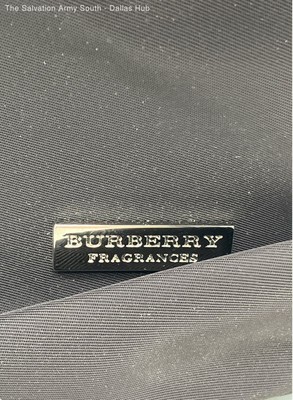 The Salvation Army South - Dallas Hub
BURBERRY
FRAGRANCES